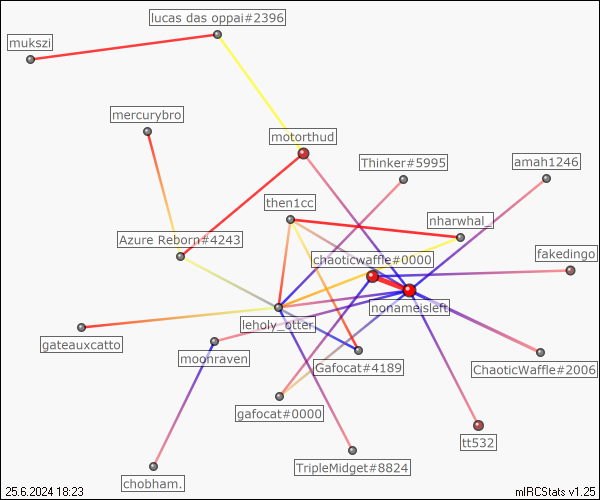 lucas das oppai#2396
mukszi
mercurybro
motorthud
Thinker#5995
amah1246
then1cc
nharwhal_
Azure Reborn#4243
chaoticwaffle#0000
fakedingo
nonameisleft
leholy_otter
gateauxcatto
moonraven
Gafocat#4189
ChaoticWaffle#2006
gafocat#0000
tt532
TripleMidget#8824
chobham.
25.6.2024 18:23
mIRCStats v1.25